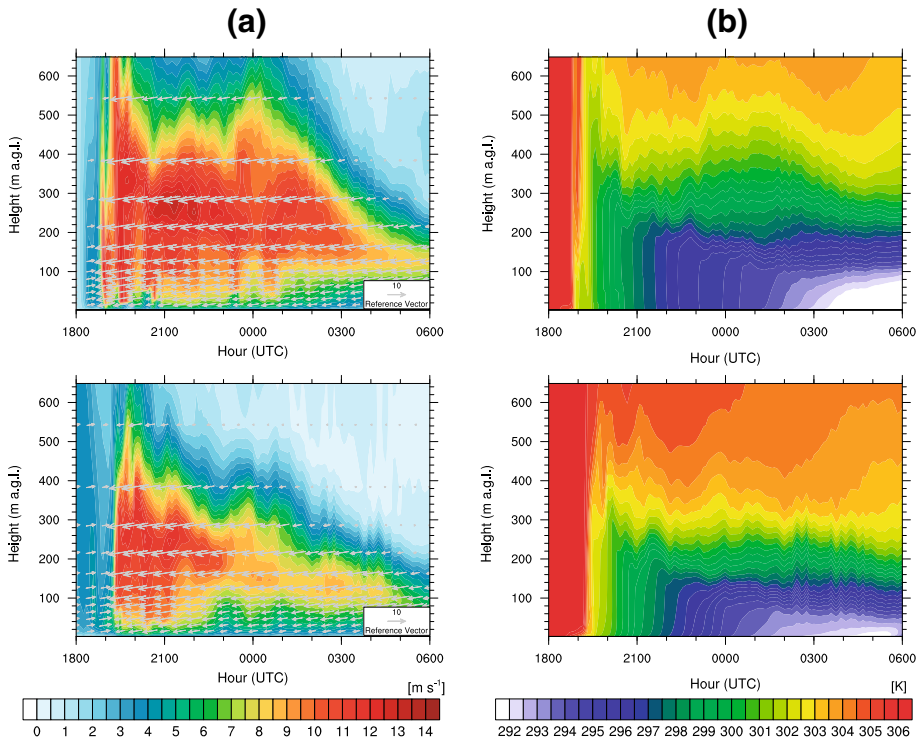 (a)
(b)
600
500
400
300
200
100
Height (m a.g.l.)
10
Reference Vector
1800 2100 0000 0300 0600
Hour (UTC)
600
500
400
300
200
100
Height (m a.g.l.)
1800 2100 0000 0300 0600
Hour (UTC)
600
500
400
300
200
100
Height (m a.g.l.)
10
Reference Vector
1800 2100 0000 0300 0600
Hour (UTC)
600
500
400
300
200
100
Height (m a.g.l.)
1800 2100 0000 0300 0600
Hour (UTC)
[m s⁻¹]
0 1 2 3 4 5 6 7 8 9 10 11 12 13 14
[K]
292 293 294 295 296 297 298 299 300 301 302 303 304 305 306